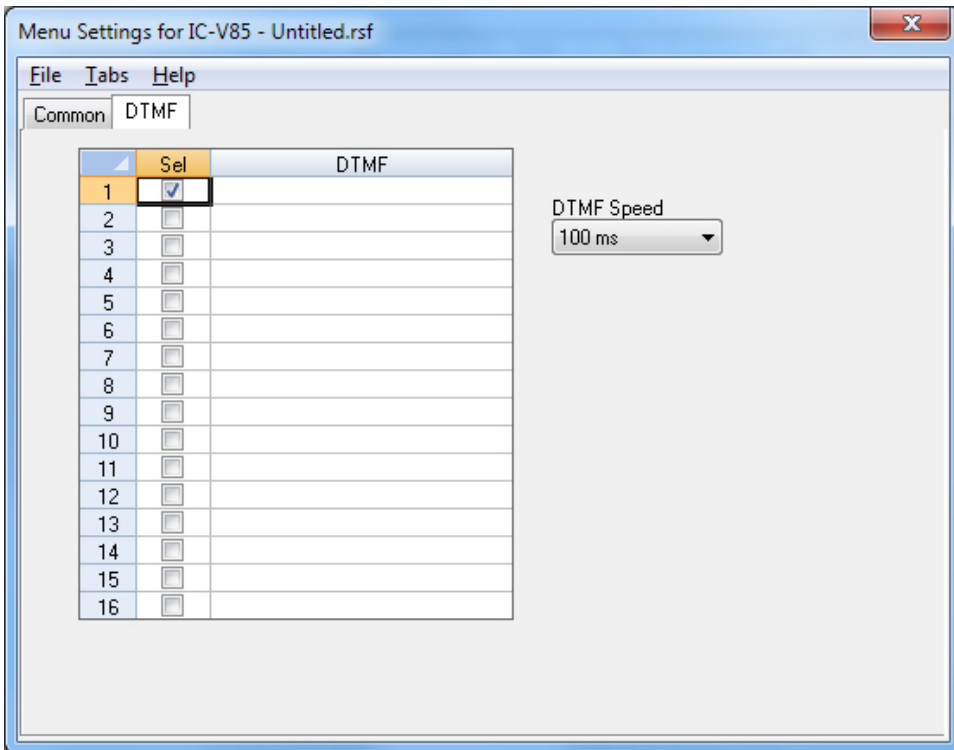 Menu Settings for IC-V85 - Untitled.rsf
File Tabs Help
Common DTMF
Sel DTMF
1
DTMF Speed
2
100 ms
3
4
5
6
7
8
9
10
11
12
13
14
15
16